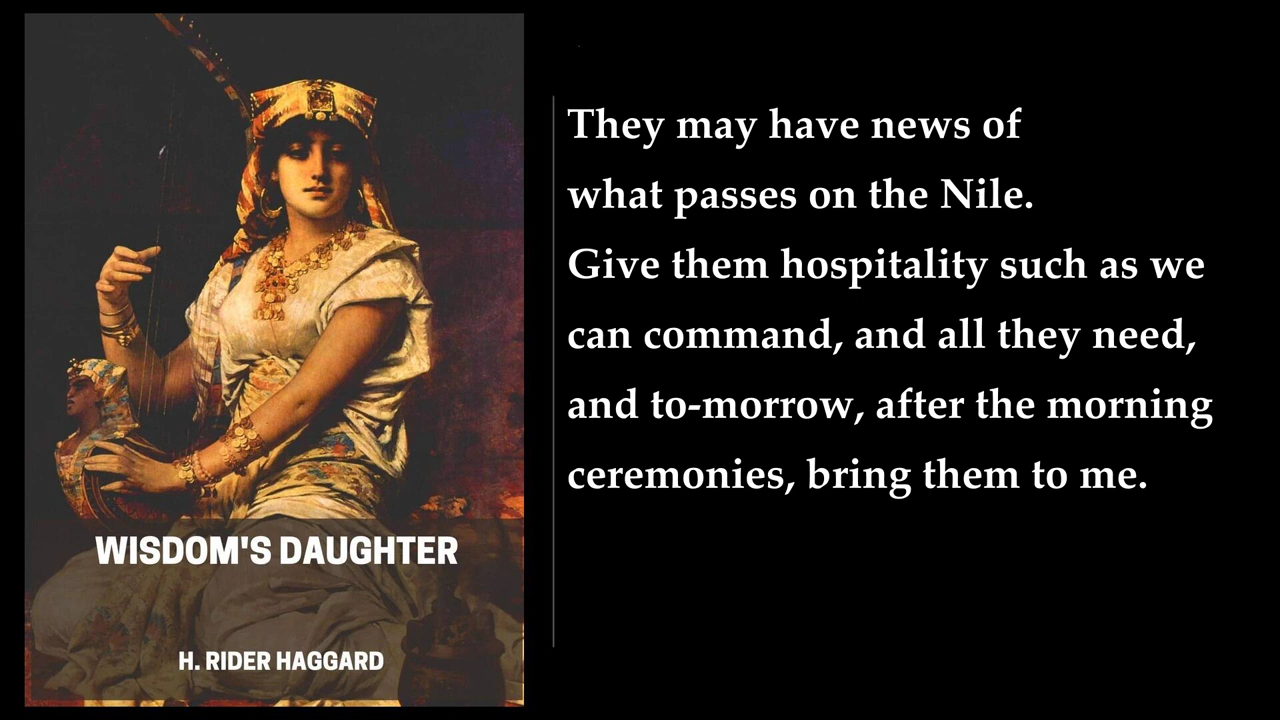 WISDOM'S DAUGHTER
H. RIDER HAGGARD
They may have news of
what passes on the Nile.
Give them hospitality such as we
can command, and all they need,
and to-morrow, after the morning
ceremonies, bring them to me.